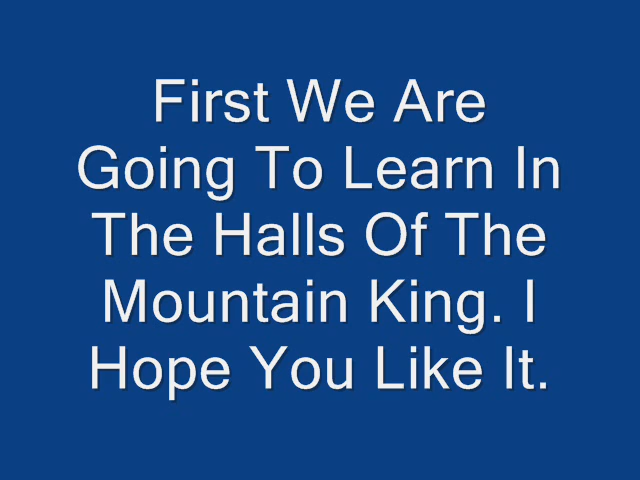 First We Are
Going To Learn In
The Halls Of The
Mountain King. I
Hope You Like It.